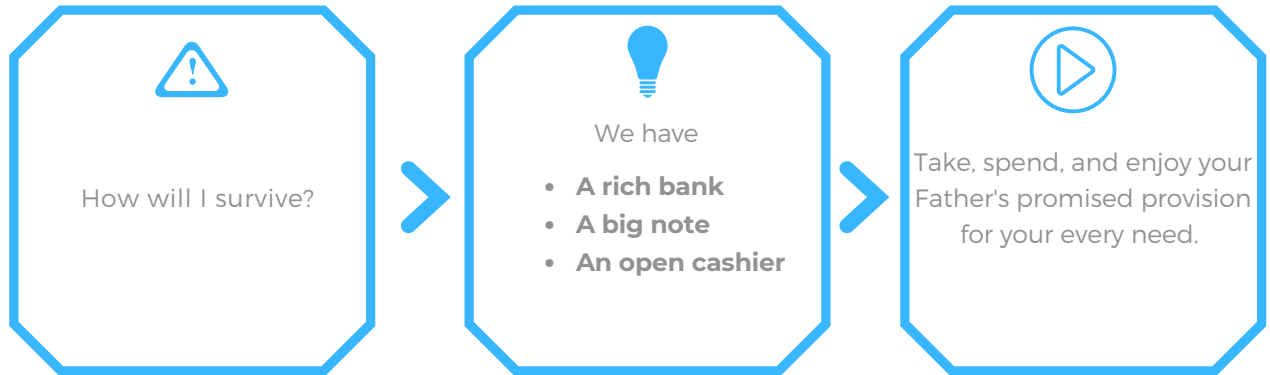 How will I survive?
We have
• A rich bank
• A big note
• An open cashier
Take, spend, and enjoy your
Father's promised provision
for your every need.